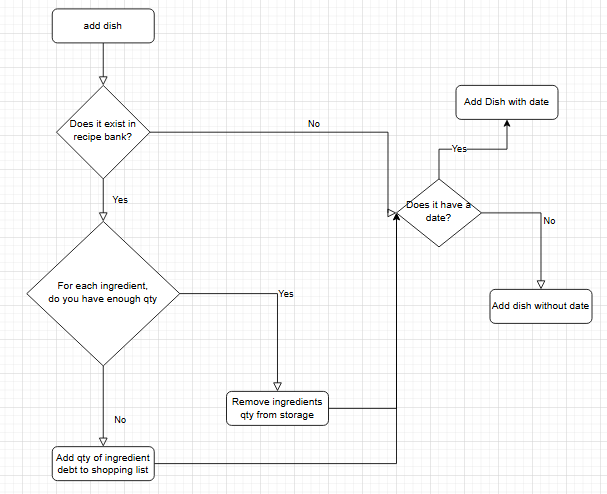 add dish
Does it exist in
recipe bank?
No
Yes
Add Dish with date
Yes
Does it have a
date?
No
Add dish without date
For each ingredient,
do you have enough qty
Yes
Remove ingredients
qty from storage
No
Add qty of ingredient
debt to shopping list